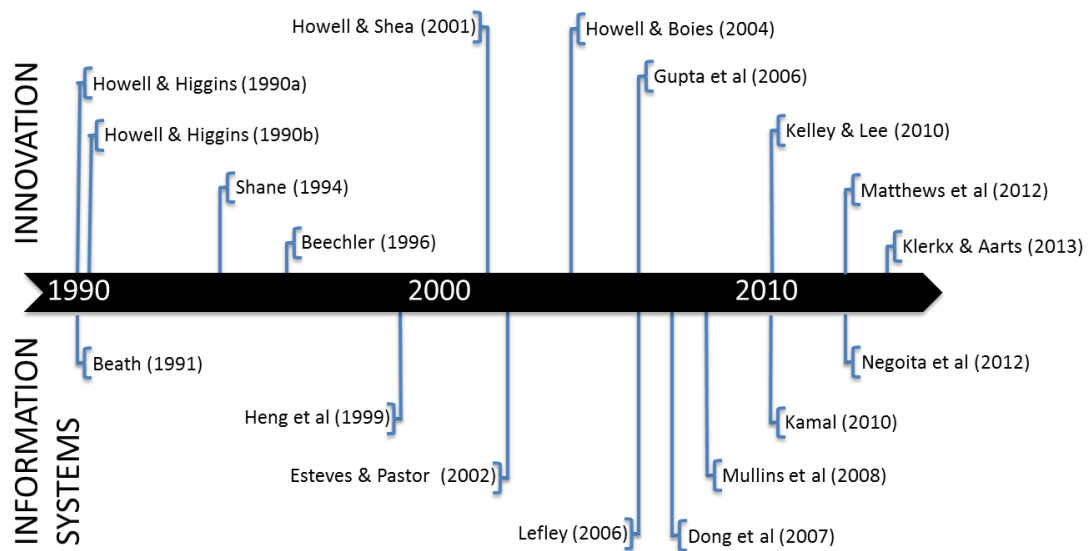 INNOVATION
Howell & Shea (2001)
Howell & Boies (2004)
Howell & Higgins (1990a)
Gupta et al (2006)
Howell & Higgins (1990b)
Kelley & Lee (2010)
Shane (1994)
Matthews et al (2012)
Beechler (1996)
Klerkx & Aarts (2013)
1990
2000
2010
INFORMATION
SYSTEMS
Beath (1991)
Negoita et al (2012)
Heng et al (1999)
Kamal (2010)
Esteves & Pastor (2002)
Mullins et al (2008)
Lefley (2006)
Dong et al (2007)